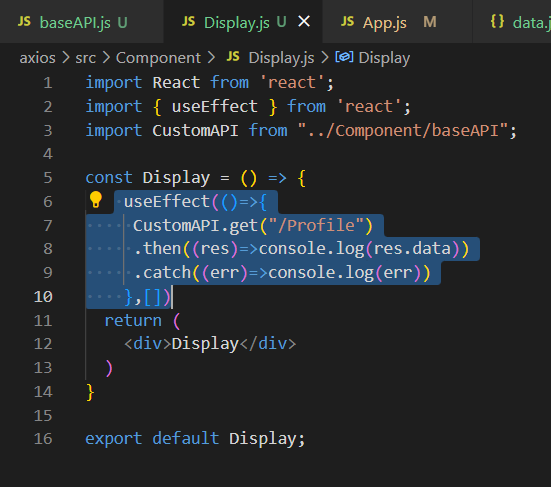 JS baseAPI.js U JS Display.js U × JS App.js M {} data.j
axios > src > Component > JS Display.js > Display
1 import React from 'react';
2 import { useEffect } from 'react';
3 import CustomAPI from "../Component/baseAPI";
4
5 const Display = () => {
6 useEffect(()=>{
7 CustomAPI.get("/Profile")
8 .then((res)=>console.log(res.data))
9 .catch((err)=>console.log(err))
10 },[])
11 return (
12 <div>Display</div>
13 )
14 }
15
16 export default Display;